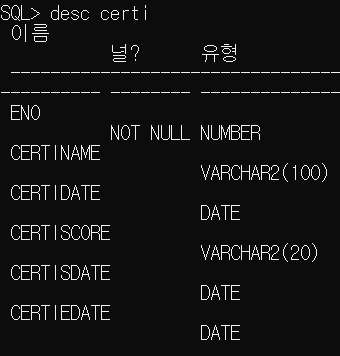 SQL> desc certi
이름
널? 유형
---------------------------------
---------- -------- --------------
ENO
NOT NULL NUMBER
CERTINAME
VARCHAR2(100)
CERTIDATE
DATE
CERTISCORE
VARCHAR2(20)
CERTISDATE
DATE
CERTIEDATE
DATE